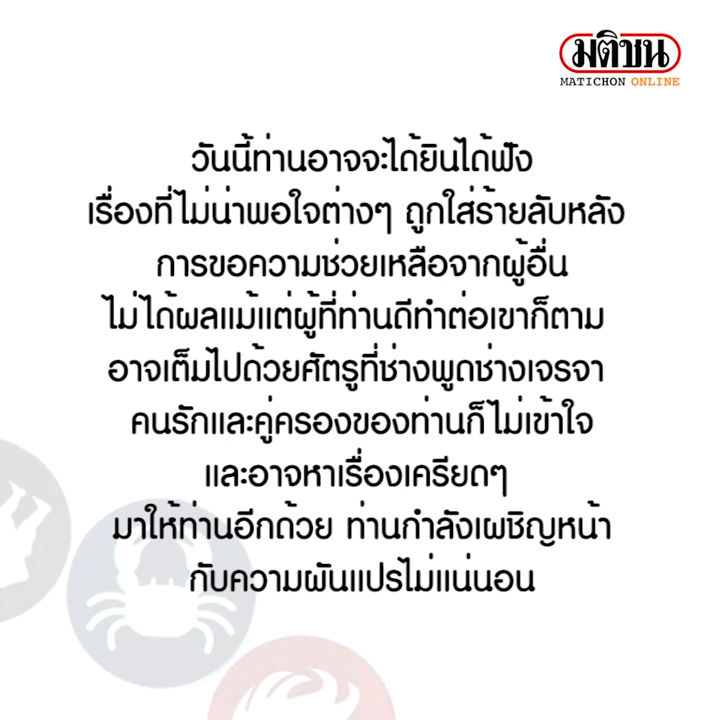 มติชน
MATICHON ONLINE
วันนี้ท่านอาจจะได้ยินได้ฟัง
เรื่องที่ไม่น่าพอใจต่างๆ ถูกใส่ร้ายลับหลัง
การขอความช่วยเหลือจากผู้อื่น
ไม่ได้ผลแม้แต่ผู้ที่ท่านดีทำต่อเขาก็ตาม
อาจเต็มไปด้วยศัตรูที่ช่างพูดช่างเจรจา
คนรักและคู่ครองของท่านก็ไม่เข้าใจ
และอาจหาเรื่องเครียดๆ
มาให้ท่านอีกด้วย ท่านกำลังเผชิญหน้า
กับความผันแปรไม่แน่นอน